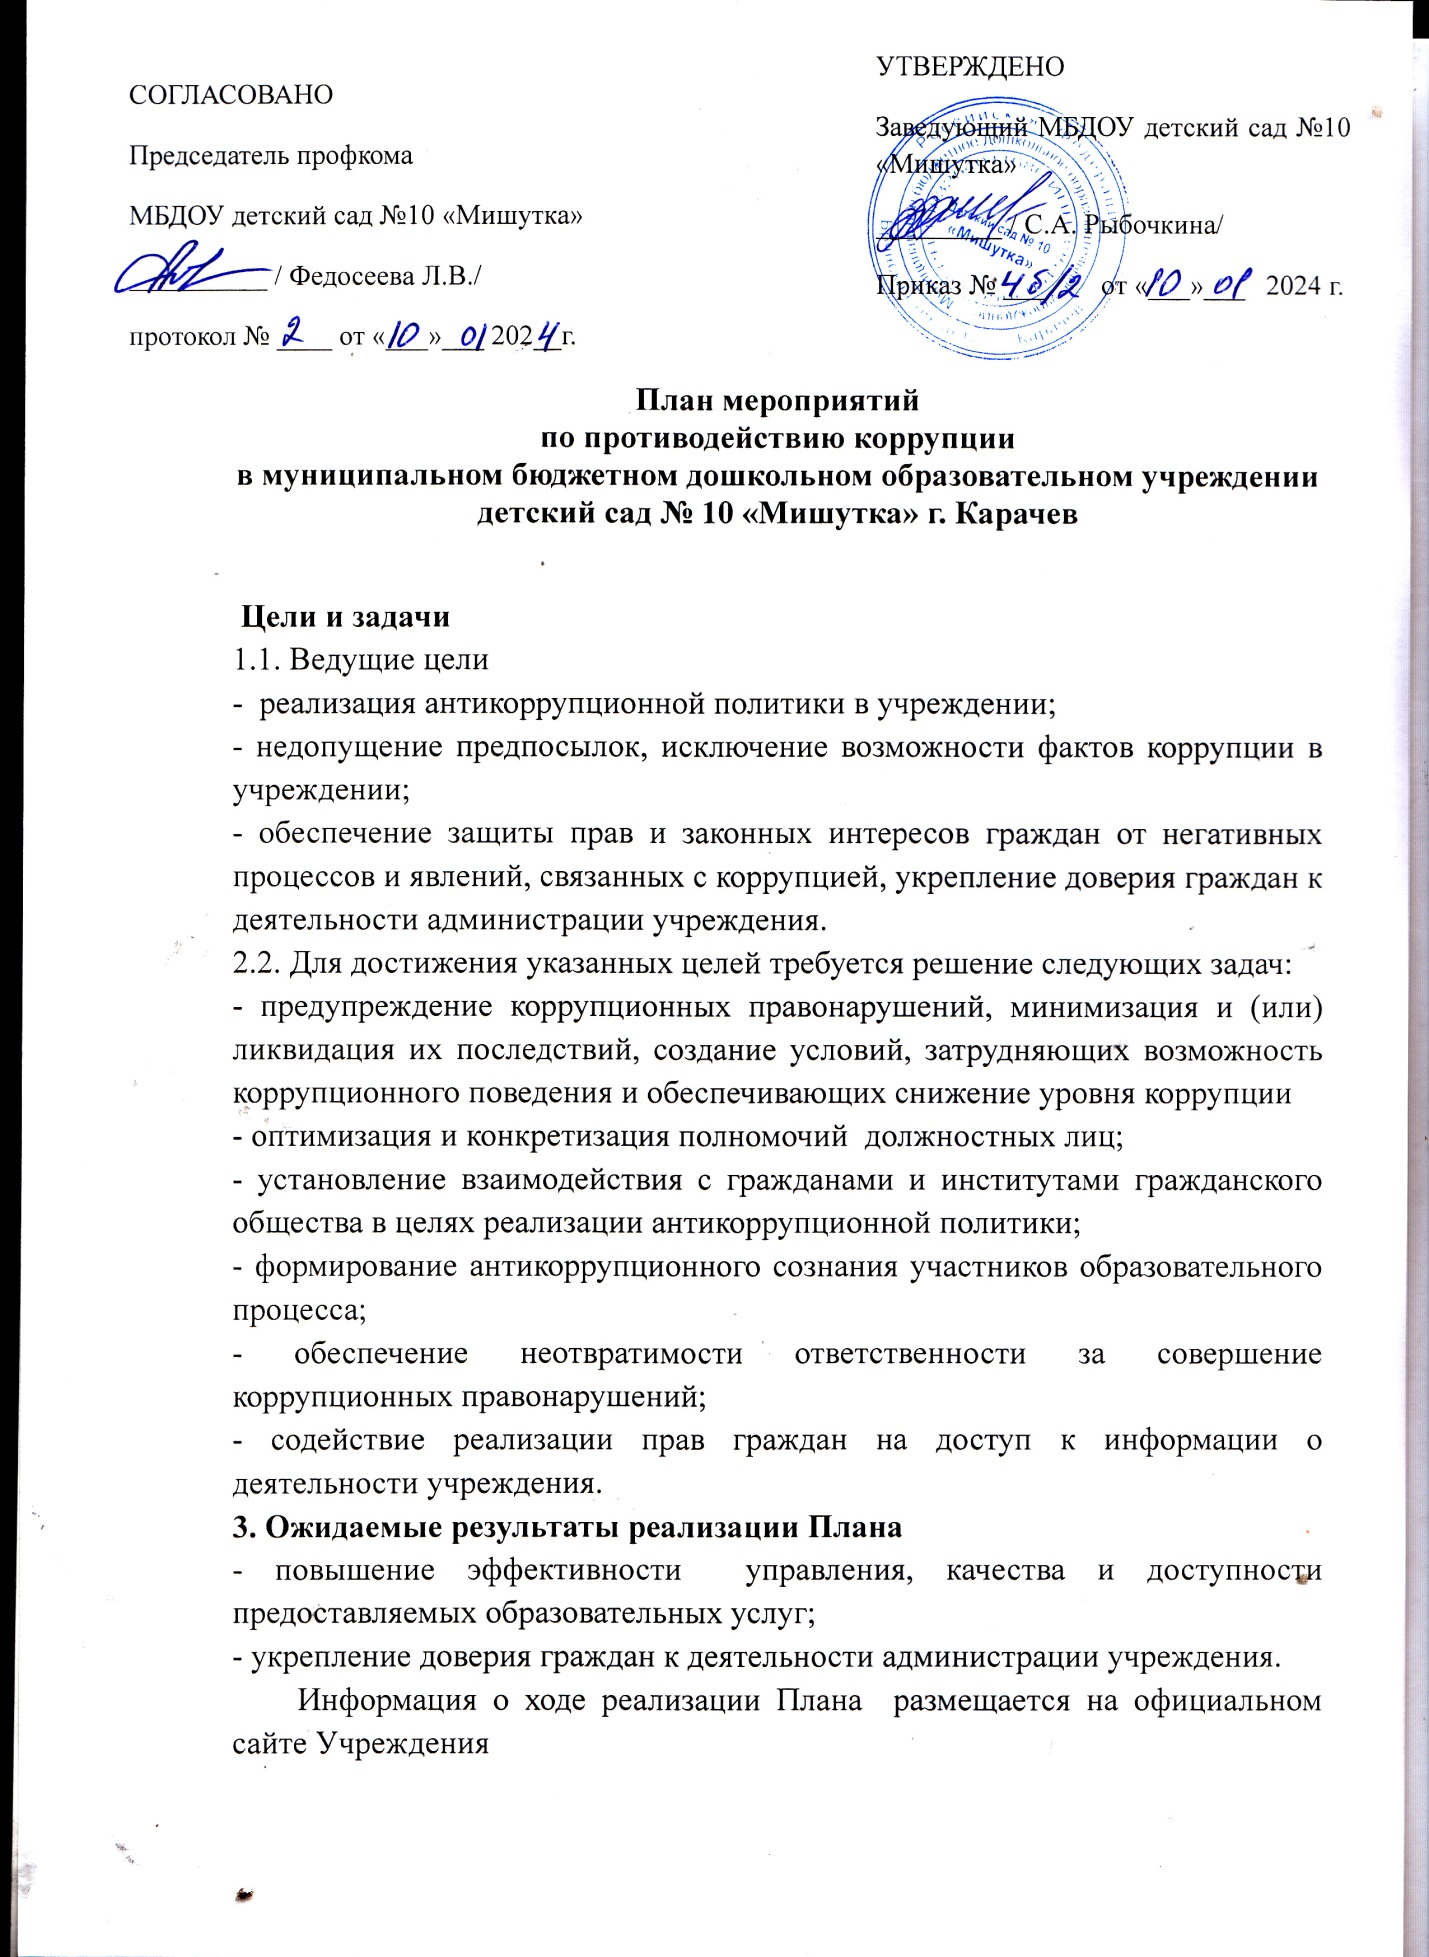 СОГЛАСОВАНО
Председатель профкома
МБДОУ детский сад №10 «Мишутка»
/ Федосеева Л.В./
протокол № 2 от «10» 01 2024г.
УТВЕРЖДЕНО
Заведующий МБДОУ детский сад №10
«Мишутка»
/ С.А. Рыбочкина/
Приказ № от «10» 01 2024 г.
детский сад № 10
«Мишутка»
План мероприятий
по противодействию коррупции
в муниципальном бюджетном дошкольном образовательном учреждении
детский сад № 10 «Мишутка» г. Карачев
Цели и задачи
1.1. Ведущие цели
- реализация антикоррупционной политики в учреждении;
- недопущение предпосылок, исключение возможности фактов коррупции в
учреждении;
- обеспечение защиты прав и законных интересов граждан от негативных
процессов и явлений, связанных с коррупцией, укрепление доверия граждан к
деятельности администрации учреждения.
2.2. Для достижения указанных целей требуется решение следующих задач:
- предупреждение коррупционных правонарушений, минимизация и (или)
ликвидация их последствий, создание условий, затрудняющих возможность
коррупционного поведения и обеспечивающих снижение уровня коррупции
- оптимизация и конкретизация полномочий должностных лиц;
- установление взаимодействия с гражданами и институтами гражданского
общества в целях реализации антикоррупционной политики;
- формирование антикоррупционного сознания участников образовательного
процесса;
- обеспечение неотвратимости ответственности за совершение
коррупционных правонарушений;
- содействие реализации прав граждан на доступ к информации о
деятельности учреждения.
3. Ожидаемые результаты реализации Плана
- повышение эффективности управления, качества и доступности
предоставляемых образовательных услуг;
- укрепление доверия граждан к деятельности администрации учреждения.
Информация о ходе реализации Плана размещается на официальном
сайте Учреждения